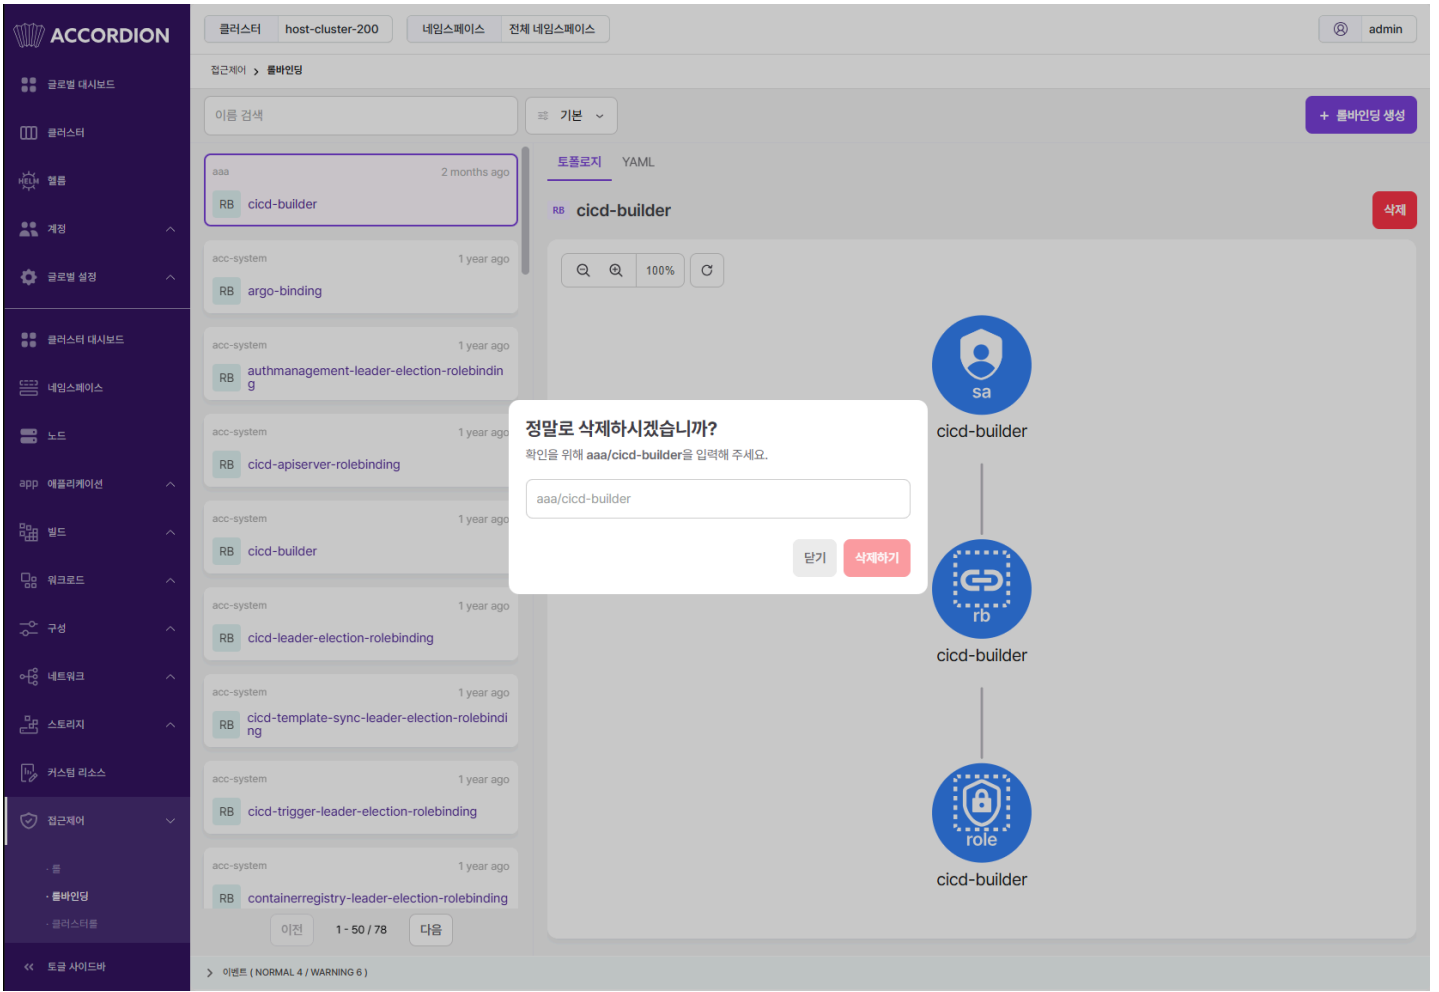 ACCORDION
클러스터 host-cluster-200
네임스페이스 전체 네임스페이스
admin
글로벌 대시보드
클러스터
HELM 헬름
계정
글로벌 설정
클러스터 대시보드
네임스페이스
노드
app 애플리케이션
빌드
워크로드
구성
네트워크
스토리지
커스텀 리소스
접근제어
· 롤
· 롤바인딩
· 클러스터롤
토글 사이드바
접근제어 > 롤바인딩
이름 검색
기본
+ 롤바인딩 생성
aaa 2 months ago
RB cicd-builder
acc-system 1 year ago
RB argo-binding
acc-system 1 year ago
RB authmanagement-leader-election-rolebindin
g
acc-system 1 year ago
RB cicd-apiserver-rolebinding
acc-system 1 year ago
RB cicd-builder
acc-system 1 year ago
RB cicd-leader-election-rolebinding
acc-system 1 year ago
RB cicd-template-sync-leader-election-rolebindi
ng
acc-system 1 year ago
RB cicd-trigger-leader-election-rolebinding
acc-system 1 year ago
RB containerregistry-leader-election-rolebinding
이전 1 - 50 / 78 다음
토폴로지 YAML
RB cicd-builder
삭제
100%
sa
cicd-builder
rb
cicd-builder
role
cicd-builder
정말로 삭제하시겠습니까?
확인을 위해 aaa/cicd-builder을 입력해 주세요.
aaa/cicd-builder
닫기 삭제하기
이벤트 ( NORMAL 4 / WARNING 6 )